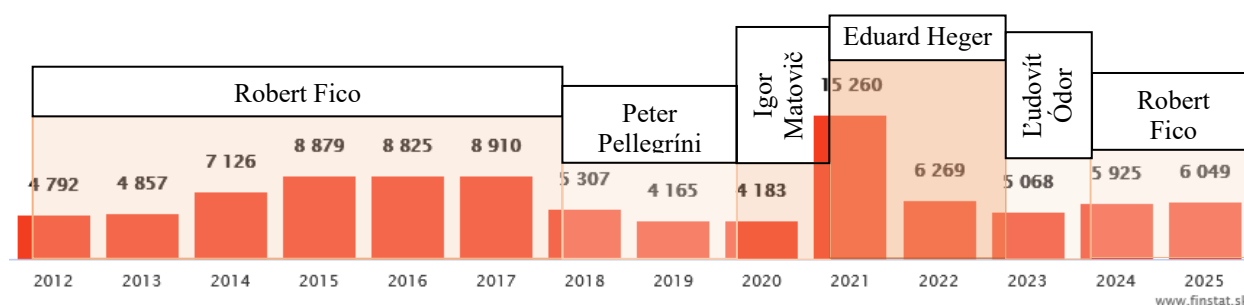 Eduard Heger
Robert Fico
Peter
Pellegríni
Igor
Matovič
Ľudovít
Ódor
Robert
Fico
4 792
4 857
7 126
8 879
8 825
8 910
5 307
4 165
4 183
15 260
6 269
5 068
5 925
6 049
2012 2013 2014 2015 2016 2017 2018 2019 2020 2021 2022 2023 2024 2025
www.finstat.sk